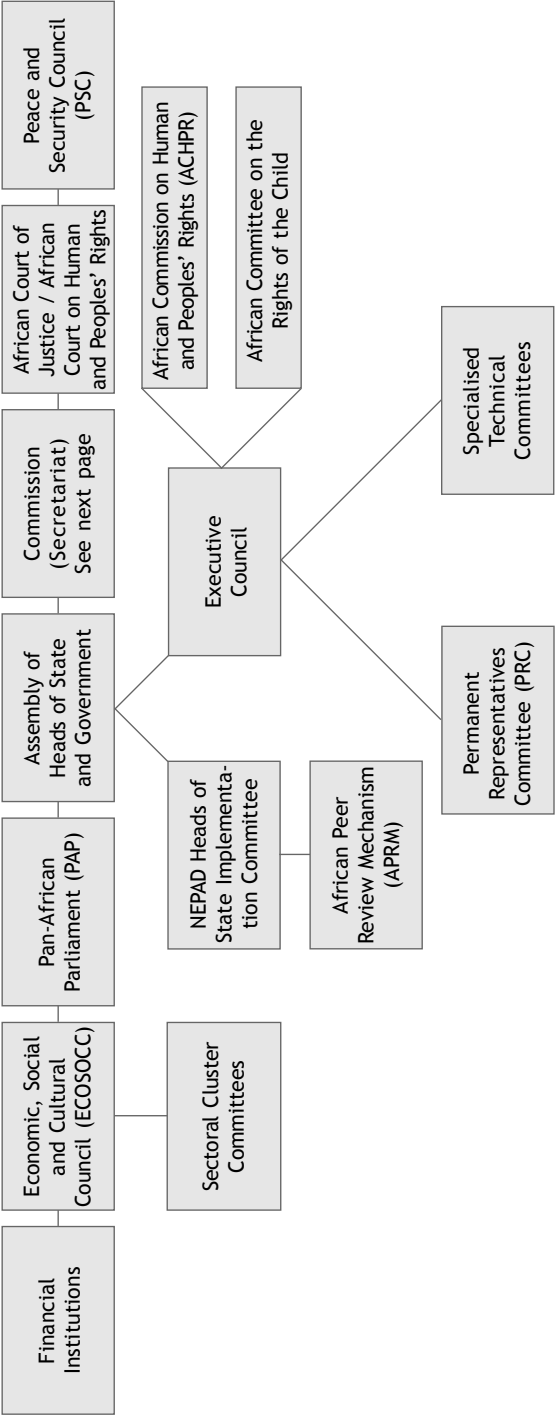 Financial
Institutions
Economic, Social
and Cultural
Council (ECOSOCC)
Pan-African
Parliament (PAP)
Assembly of
Heads of State
and Government
Commission
(Secretariat)
See next page
African Court of
Justice / African
Court on Human
and Peoples’ Rights
Peace and
Security Council
(PSC)
Sectoral Cluster
Committees
NEPAD Heads of
State Implementa-
tion Committee
African Peer
Review Mechanism
(APRM)
Executive
Council
African Commission on Human
and Peoples’ Rights (ACHPR)
African Committee on the
Rights of the Child
Permanent
Representatives
Committee (PRC)
Specialised
Technical
Committees